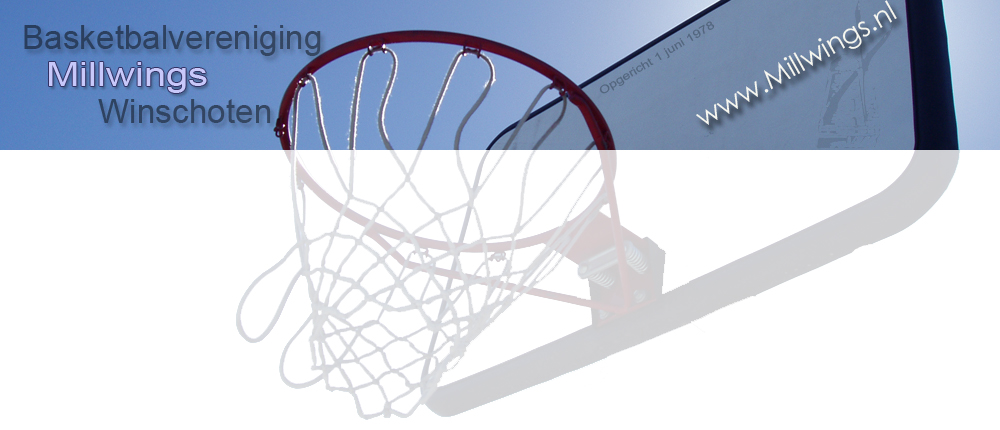 Basketbalvereniging
Millwings
Winschoten
Opgericht 1 juni 1978
www.Millwings.nl